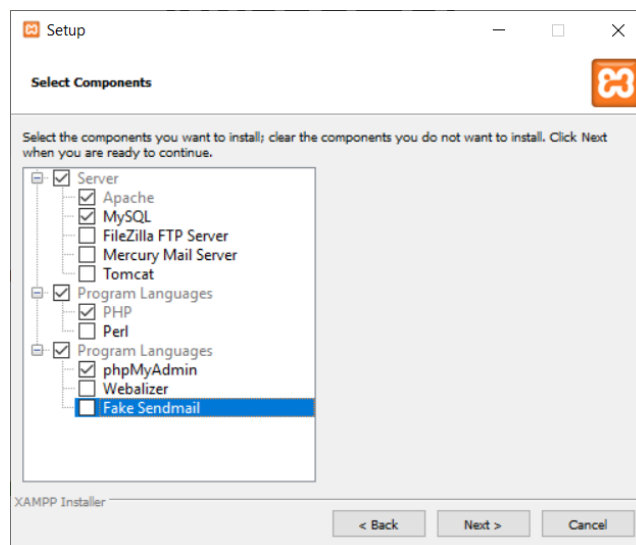 Setup
Select Components
Select the components you want to install; clear the components you do not want to install. Click Next
when you are ready to continue.
Server
Apache
MySQL
FileZilla FTP Server
Mercury Mail Server
Tomcat
Program Languages
PHP
Perl
Program Languages
phpMyAdmin
Webalizer
Fake Sendmail
XAMPP Installer
< Back
Next >
Cancel